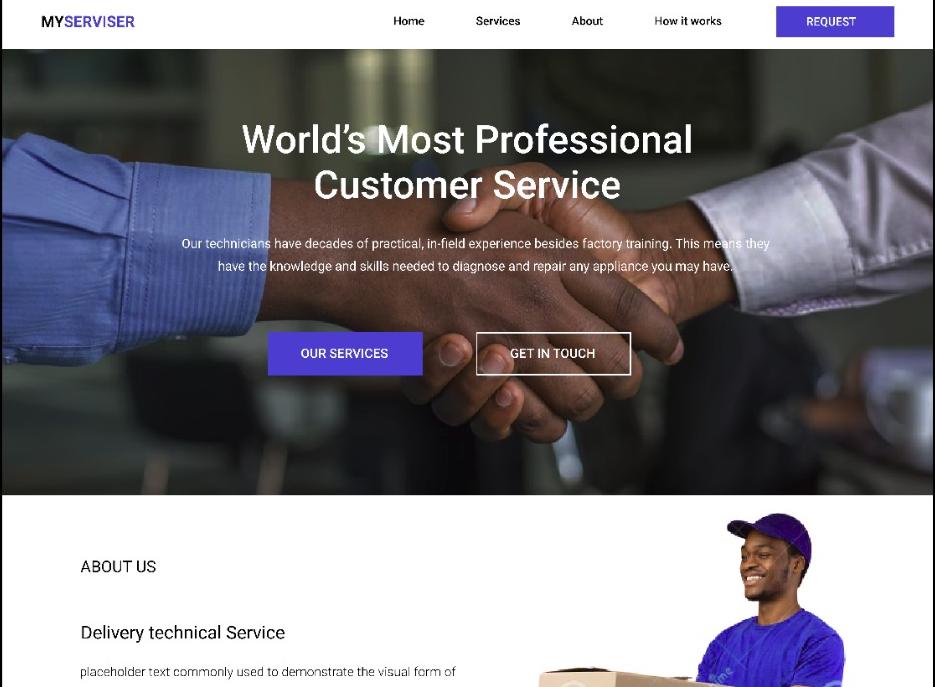 MYSERVISER
Home
Services
About
How it works
REQUEST
World's Most Professional
Customer Service
Our technicians have decades of practical, in-field experience besides factory training. This means they
have the knowledge and skills needed to diagnose and repair any appliance you may have.
OUR SERVICES
GET IN TOUCH
ABOUT US
Delivery technical Service
placeholder text commonly used to demonstrate the visual form of